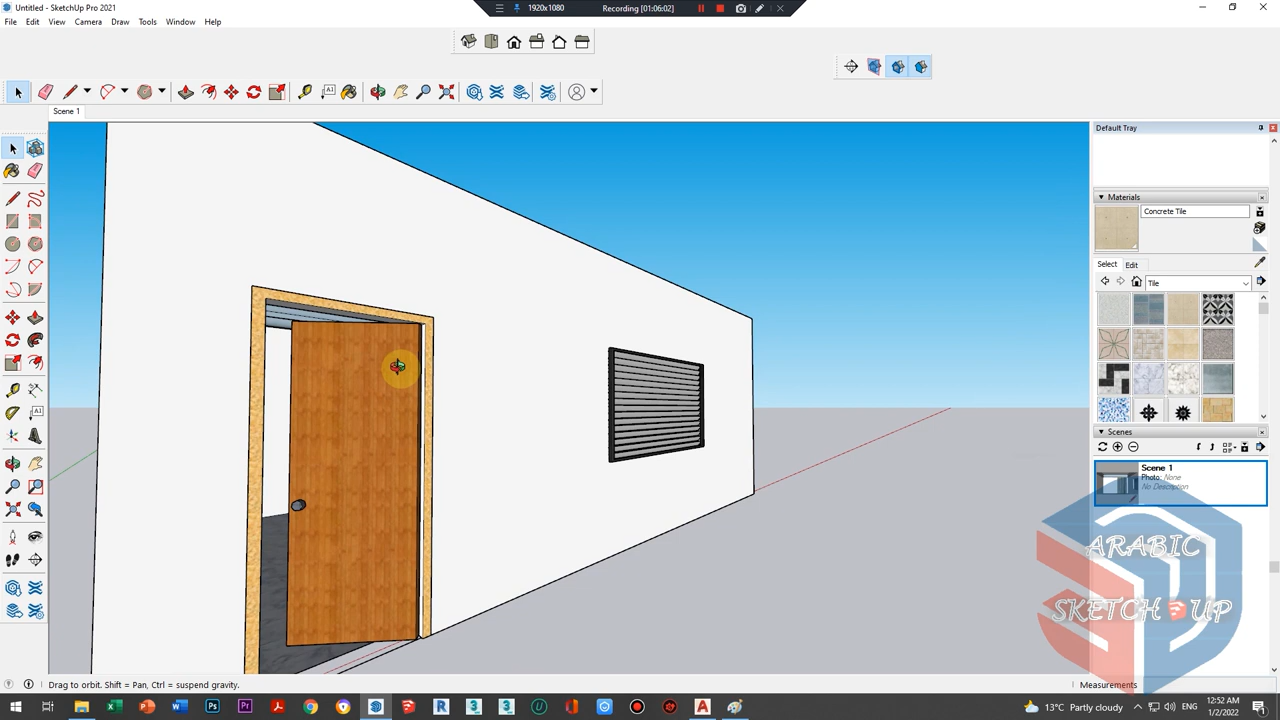 Untitled - SketchUp Pro 2021
1920x1080
Recording [01:06:02]
File Edit View Camera Draw Tools Window Help
Scene 1
Default Tray
Materials
Concrete Tile
Select Edit
Tile
Scenes
Scene 1
Photo: None
No Description
ARABIC
SKETCH UP
Drag to orbit. Shift = Pan, Ctrl = suspend gravity.
Measurements
13°C Partly cloudy
12:52 AM
1/2/2022